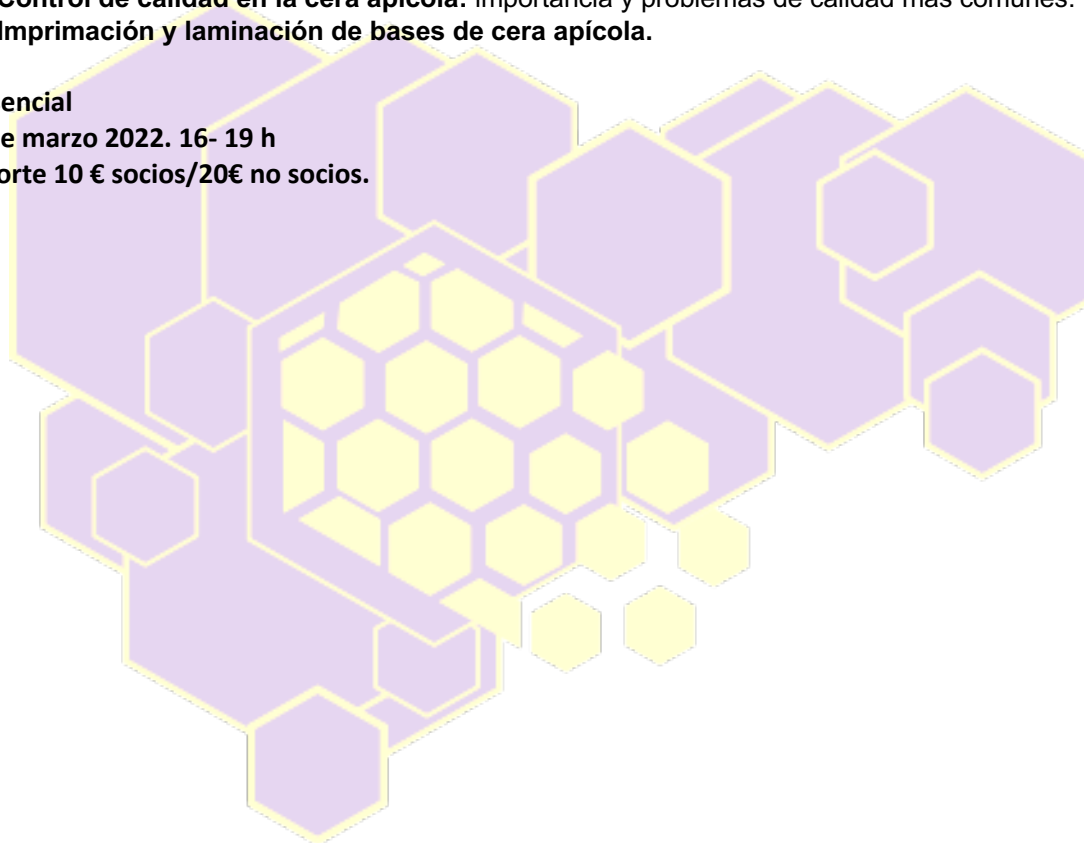 Control de calidad en la cera apícola: Importancia y problemas de calidad más comunes.
Imprimación y laminación de bases de cera apícola.
encial
e marzo 2022. 16- 19 h
orte 10 € socios/20€ no socios.